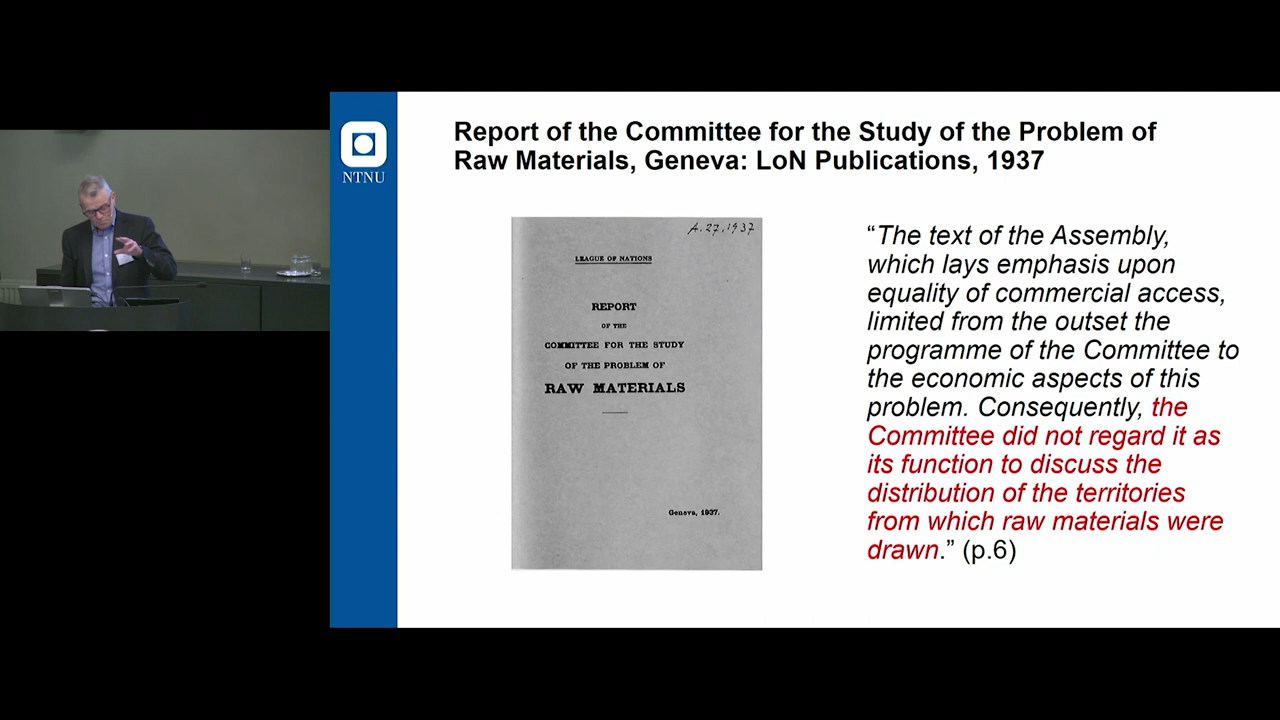 NTNU
Report of the Committee for the Study of the Problem of
Raw Materials, Geneva: LoN Publications, 1937
A.27.1937
LEAGUE OF NATIONS
REPORT
OF THE
COMMITTEE FOR THE STUDY
OF THE PROBLEM OF
RAW MATERIALS
Geneva, 1937.
“The text of the Assembly,
which lays emphasis upon
equality of commercial access,
limited from the outset the
programme of the Committee to
the economic aspects of this
problem. Consequently, the
Committee did not regard it as
its function to discuss the
distribution of the territories
from which raw materials were
drawn.” (p.6)